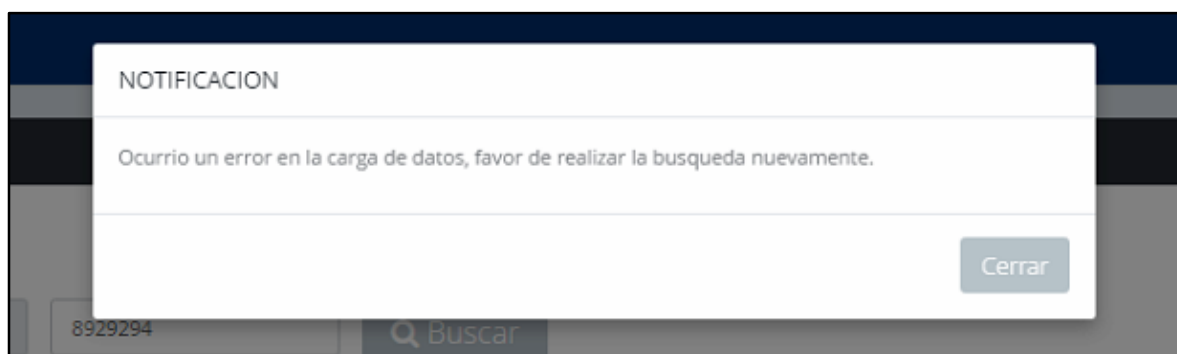 NOTIFICACION
Ocurrio un error en la carga de datos, favor de realizar la busqueda nuevamente.
Cerrar
8929294
Buscar